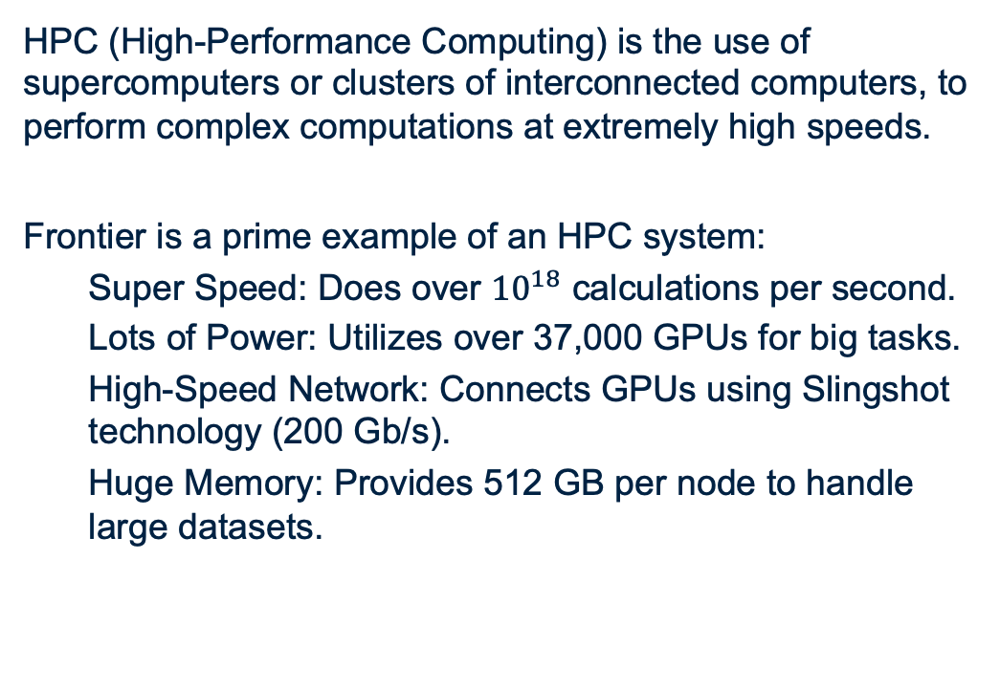 HPC (High-Performance Computing) is the use of
supercomputers or clusters of interconnected computers, to
perform complex computations at extremely high speeds.
Frontier is a prime example of an HPC system:
Super Speed: Does over 10¹⁸ calculations per second.
Lots of Power: Utilizes over 37,000 GPUs for big tasks.
High-Speed Network: Connects GPUs using Slingshot
technology (200 Gb/s).
Huge Memory: Provides 512 GB per node to handle
large datasets.